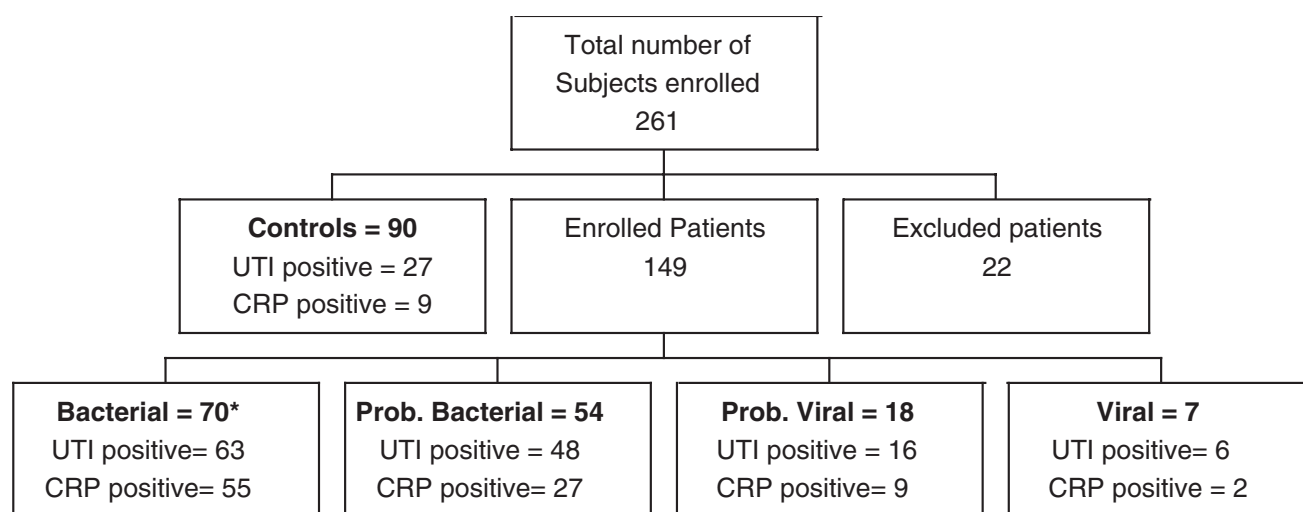 Total number of
Subjects enrolled
261
Controls = 90
UTI positive = 27
CRP positive = 9
Enrolled Patients
149
Excluded patients
22
Bacterial = 70*
UTI positive= 63
CRP positive= 55
Prob. Bacterial = 54
UTI positive = 48
CRP positive = 27
Prob. Viral = 18
UTI positive = 16
CRP positive = 9
Viral = 7
UTI positive= 6
CRP positive = 2